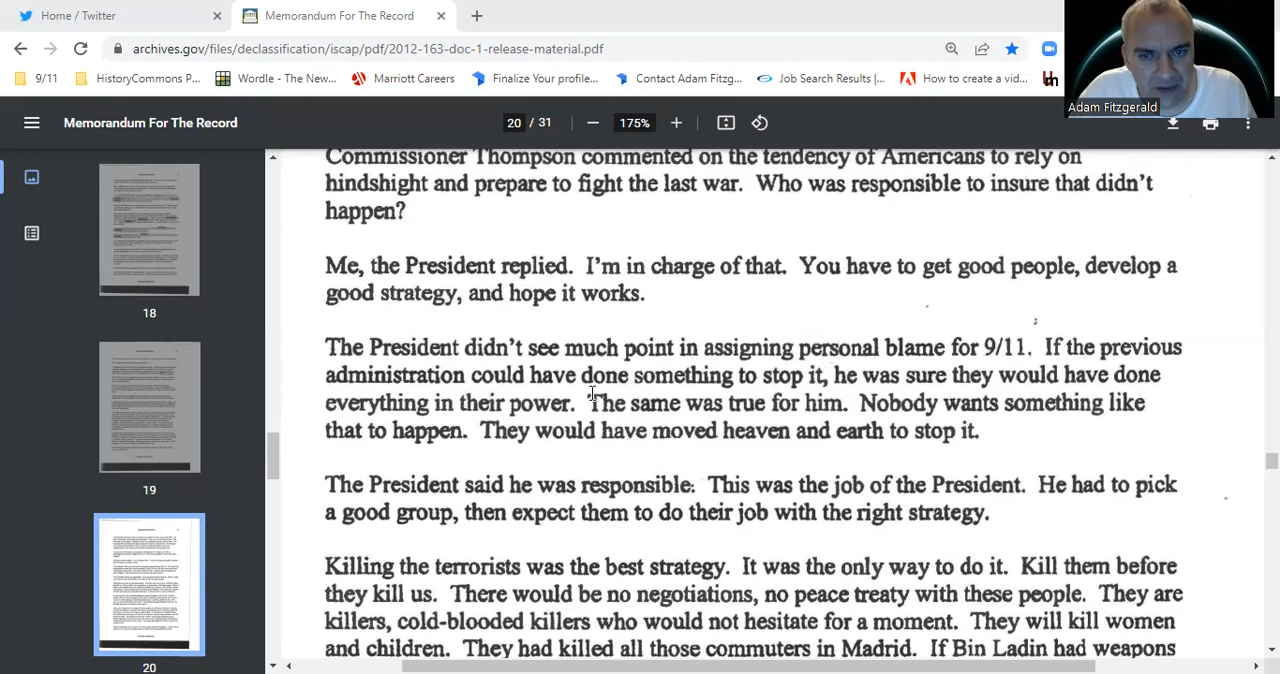 Home / Twitter
Memorandum For The Record
archives.gov/files/declassification/iscap/pdf/2012-163-doc-1-release-material.pdf
9/11
HistoryCommons P...
Wordle - The New...
Marriott Careers
Finalize Your profile...
Contact Adam Fitzg...
Job Search Results |...
How to create a vid...
Adam Fitzgerald
Memorandum For The Record
20 / 31
175%
18
19
20
Commissioner Thompson commented on the tendency of Americans to rely on
hindshight and prepare to fight the last war. Who was responsible to insure that didn't
happen?
Me, the President replied. I'm in charge of that. You have to get good people, develop a
good strategy, and hope it works.
The President didn't see much point in assigning personal blame for 9/11. If the previous
administration could have done something to stop it, he was sure they would have done
everything in their power. The same was true for him. Nobody wants something like
that to happen. They would have moved heaven and earth to stop it.
The President said he was responsible. This was the job of the President. He had to pick
a good group, then expect them to do their job with the right strategy.
Killing the terrorists was the best strategy. It was the only way to do it. Kill them before
they kill us. There would be no negotiations, no peace treaty with these people. They are
killers, cold-blooded killers who would not hesitate for a moment. They will kill women
and children. They had killed all those commuters in Madrid. If Bin Ladin had weapons